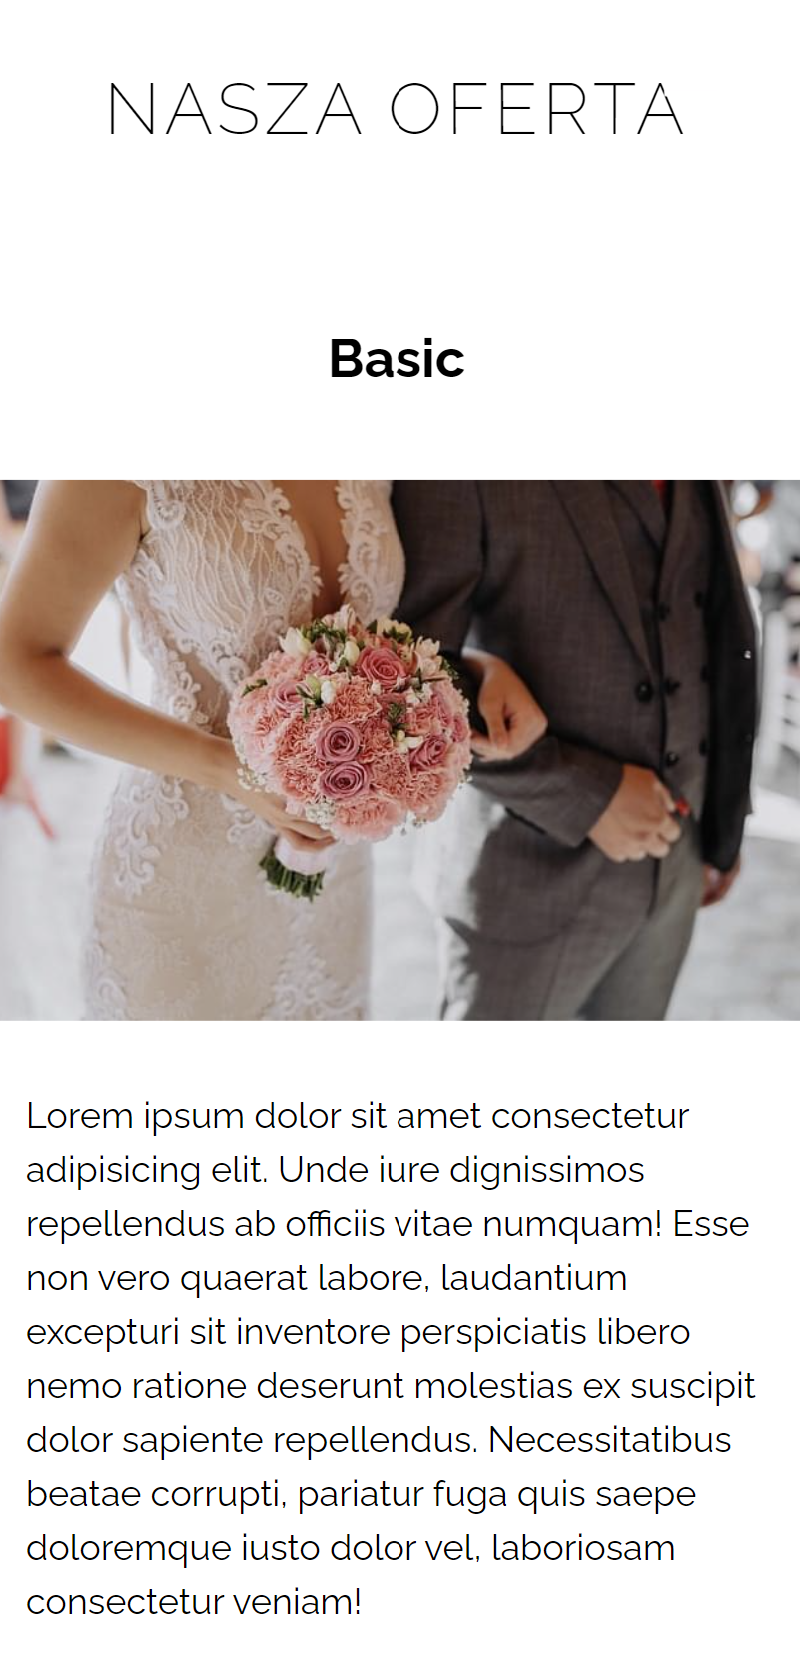 NASZA OFERTA
Basic
Lorem ipsum dolor sit amet consectetur
adipisicing elit. Unde iure dignissimos
repellendus ab officiis vitae numquam! Esse
non vero quaerat labore, laudantium
excepturi sit inventore perspiciatis libero
nemo ratione deserunt molestias ex suscipit
dolor sapiente repellendus. Necessitatibus
beatae corrupti, pariatur fuga quis saepe
doloremque iusto dolor vel, laboriosam
consectetur veniam!